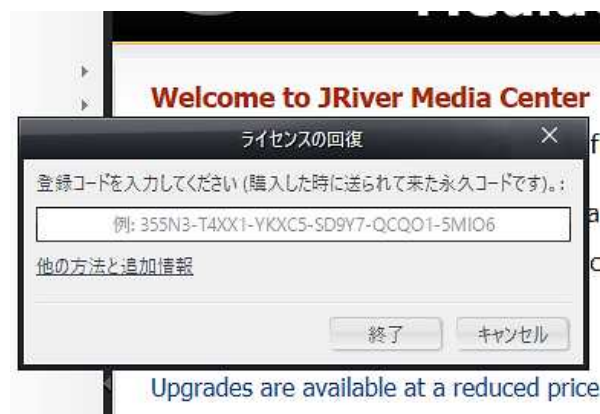 Welcome to JRiver Media Center
ライセンスの回復
登録コードを入力してください (購入した時に送られて来た永久コードです)。:
例: 355N3-T4XX1-YKXC5-SD9Y7-QCQO1-5MIO6
他の方法と追加情報
終了 キャンセル
Upgrades are available at a reduced price